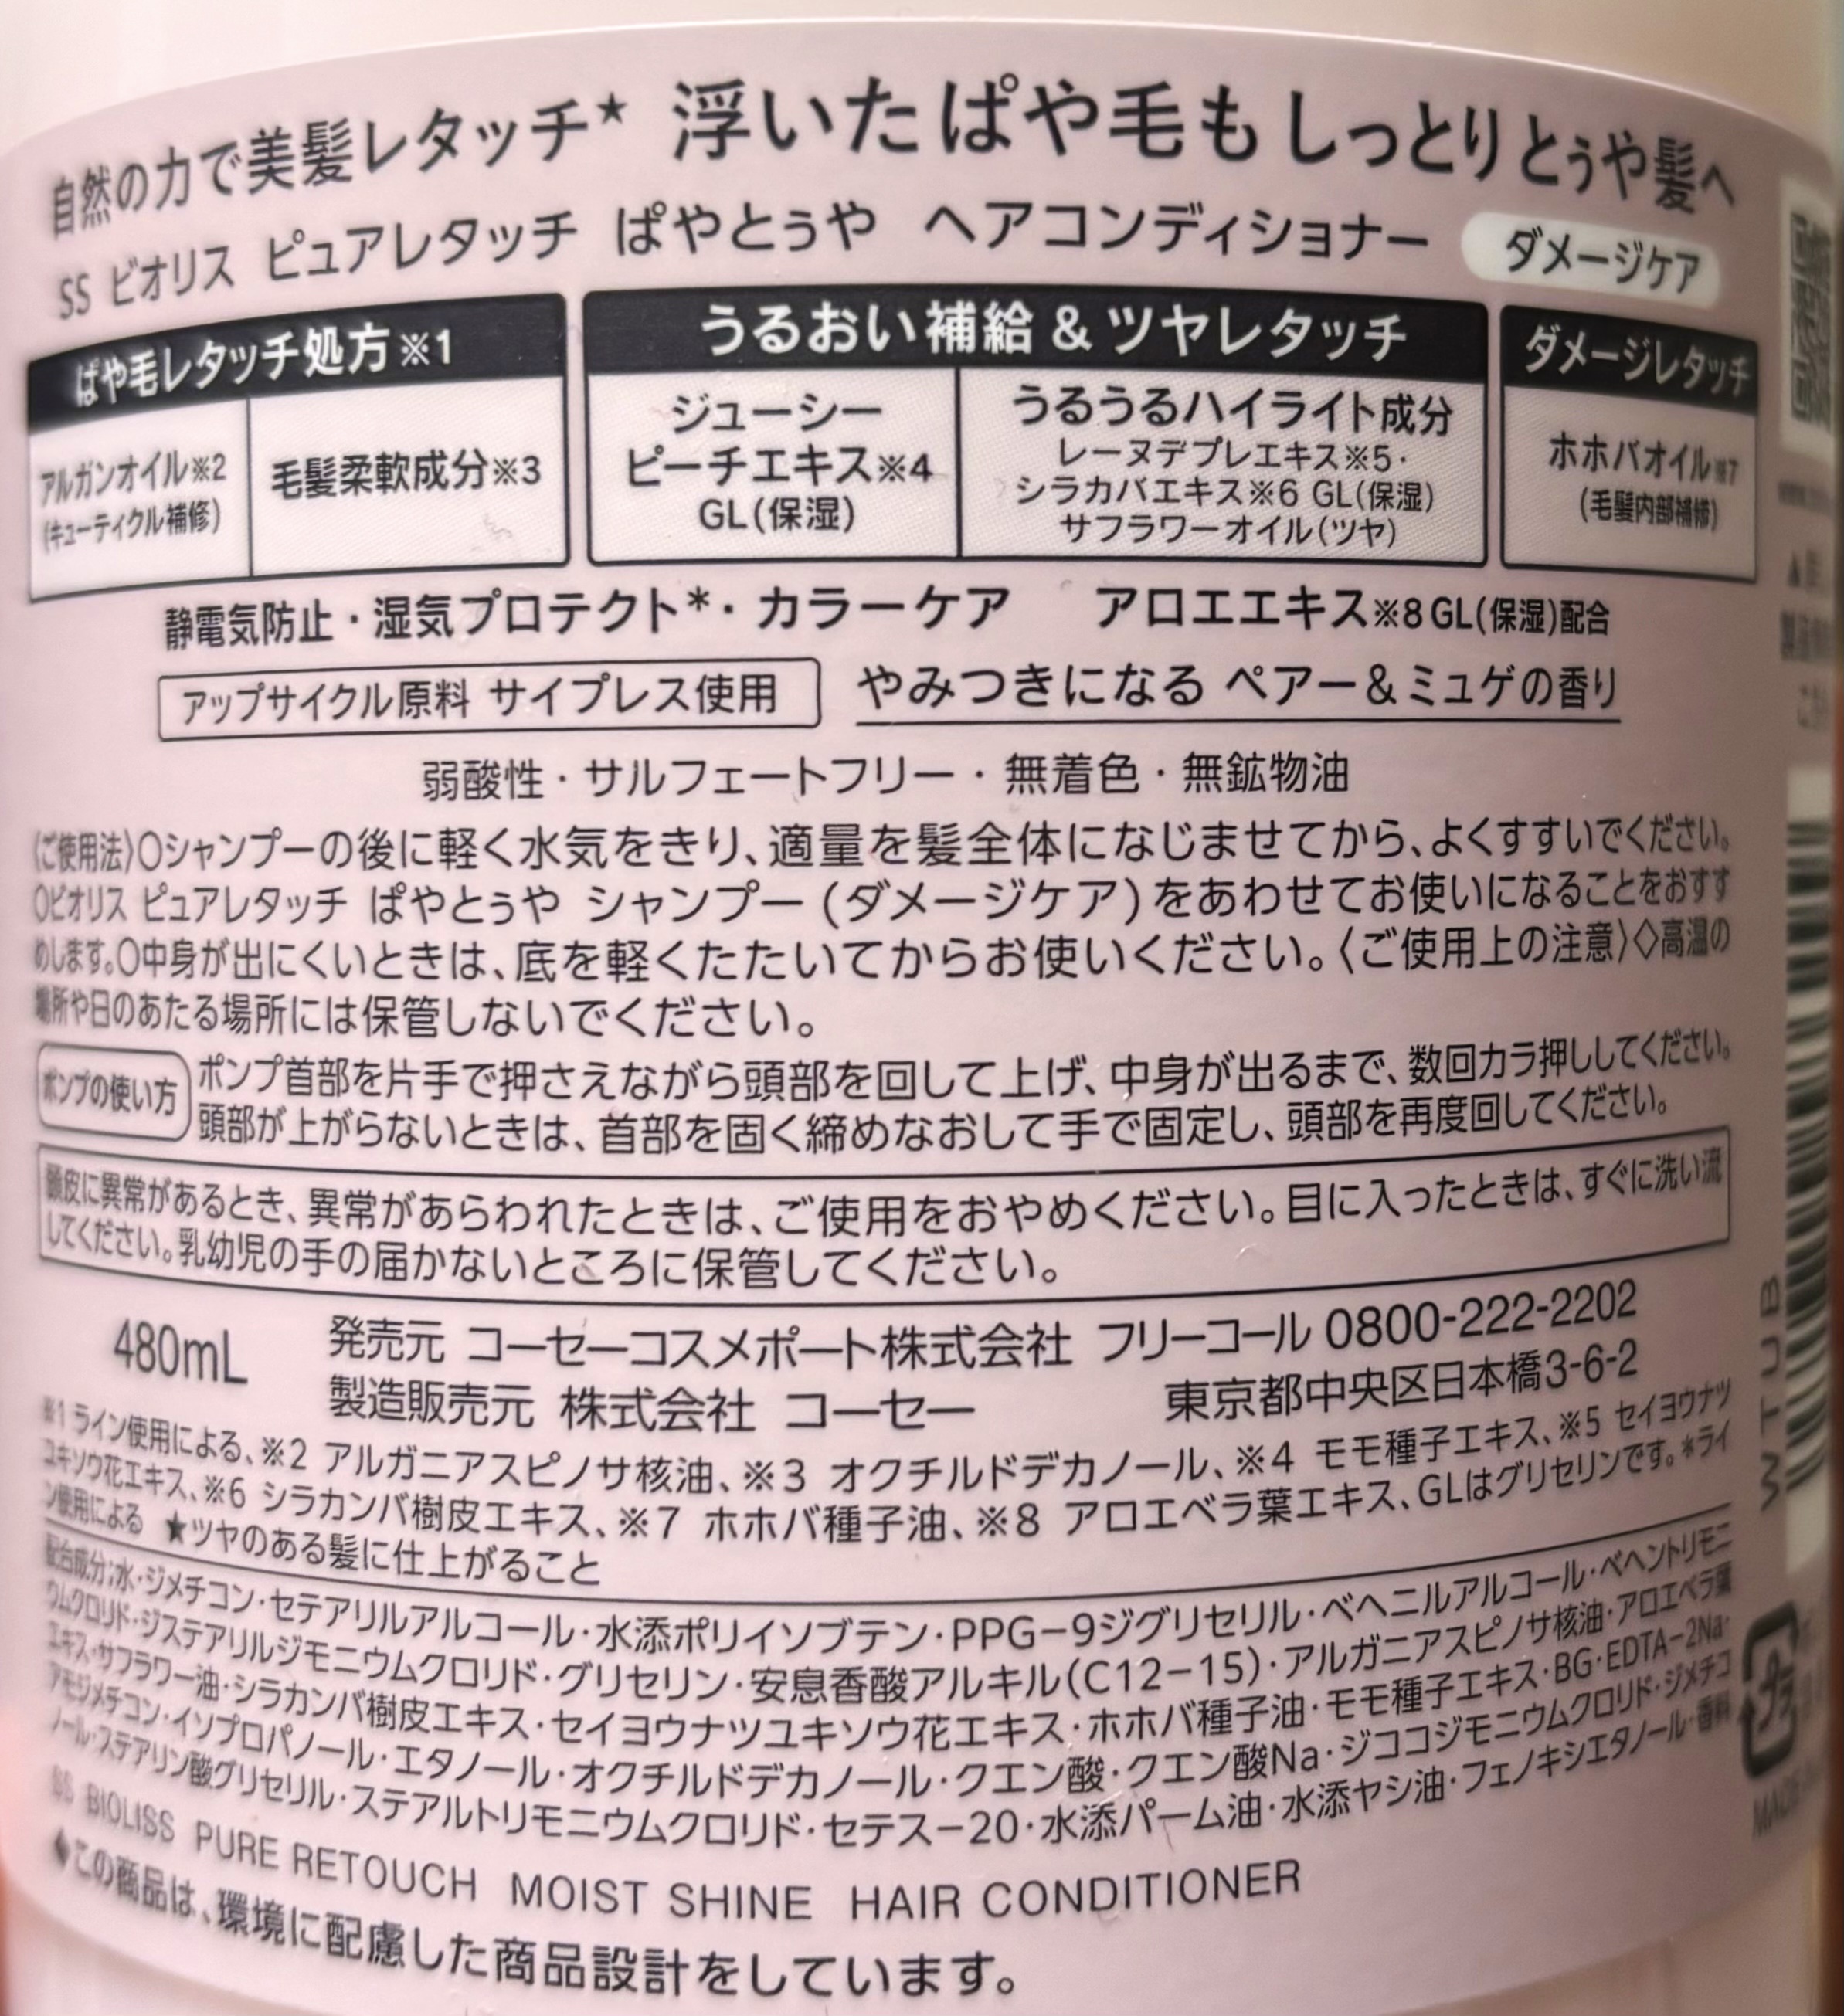 自然の力で美髪レタッチ★ 浮いたぱや毛もしっとりとぅや髪へ
SS ビオリス ピュアレタッチ ぱやとぅや ヘアコンディショナー ダメージケア
ぱや毛レタッチ処方※1
アルガンオイル※2
(キューティクル補修)
毛髪柔軟成分※3
うるおい補給 & ツヤレタッチ
ジューシー
ピーチエキス※4
GL(保湿)
うるうるハイライト成分
レーヌデプレエキス※5・
シラカバエキス※6 GL(保湿)
サフラワーオイル(ツヤ)
ダメージレタッチ
ホホバオイル※7
(毛髪内部補修)
静電気防止・湿気プロテクト*・カラーケア アロエエキス※8 GL(保湿)配合
アップサイクル原料 サイプレス使用 やみつきになる ペアー&ミュゲの香り
弱酸性・サルフェートフリー・無着色・無鉱物油
〈ご使用法〉○シャンプーの後に軽く水気をきり、適量を髪全体になじませてから、よくすすいでください。
○ビオリス ピュアレタッチ ぱやとぅや シャンプー (ダメージケア)をあわせてお使いになることをおすす
めします。○中身が出にくいときは、底を軽くたたいてからお使いください。〈ご使用上の注意〉◇高温の
場所や日のあたる場所には保管しないでください。
ポンプの使い方
ポンプ首部を片手で押さえながら頭部を回して上げ、中身が出るまで、数回カラ押ししてください。
頭部が上がらないときは、首部を固く締めなおして手で固定し、頭部を再度回してください。
頭皮に異常があるとき、異常があらわれたときは、ご使用をおやめください。目に入ったときは、すぐに洗い流
してください。乳幼児の手の届かないところに保管してください。
480mL
発売元 コーセーコスメポート株式会社 フリーコール 0800-222-2202
製造販売元 株式会社 コーセー 東京都中央区日本橋3-6-2
※1 ライン使用による、※2 アルガニアスピノサ核油、※3 オクチルドデカノール、※4 モモ種子エキス、※5 セイヨウナツ
ユキソウ花エキス、※6 シラカンバ樹皮エキス、※7 ホホバ種子油、※8 アロエベラ葉エキス、GLはグリセリンです。*ライ
ン使用による ★ツヤのある髪に仕上がること
配合成分:水・ジメチコン・セテアリルアルコール・水添ポリイソブテン・PPG-9ジグリセリル・ベヘニルアルコール・ベヘントリモニ
ウムクロリド・ジステアリルジモニウムクロリド・グリセリン・安息香酸アルキル(C12-15)・アルガニアスピノサ核油・アロエベラ葉
エキス・サフラワー油・シラカンバ樹皮エキス・セイヨウナツユキソウ花エキス・ホホバ種子油・モモ種子エキス・BG・EDTA-2Na・
アモジメチコン・イソプロパノール・エタノール・オクチルドデカノール・クエン酸・クエン酸Na・ジココジモニウムクロリド・ジメチコ
ノール・ステアリン酸グリセリル・ステアルトリモニウムクロリド・セテス-20・水添パーム油・水添ヤシ油・フェノキシエタノール・香料
SS BIOLISS PURE RETOUCH MOIST SHINE HAIR CONDITIONER
◆この商品は、環境に配慮した商品設計をしています。
WTUB
プラ